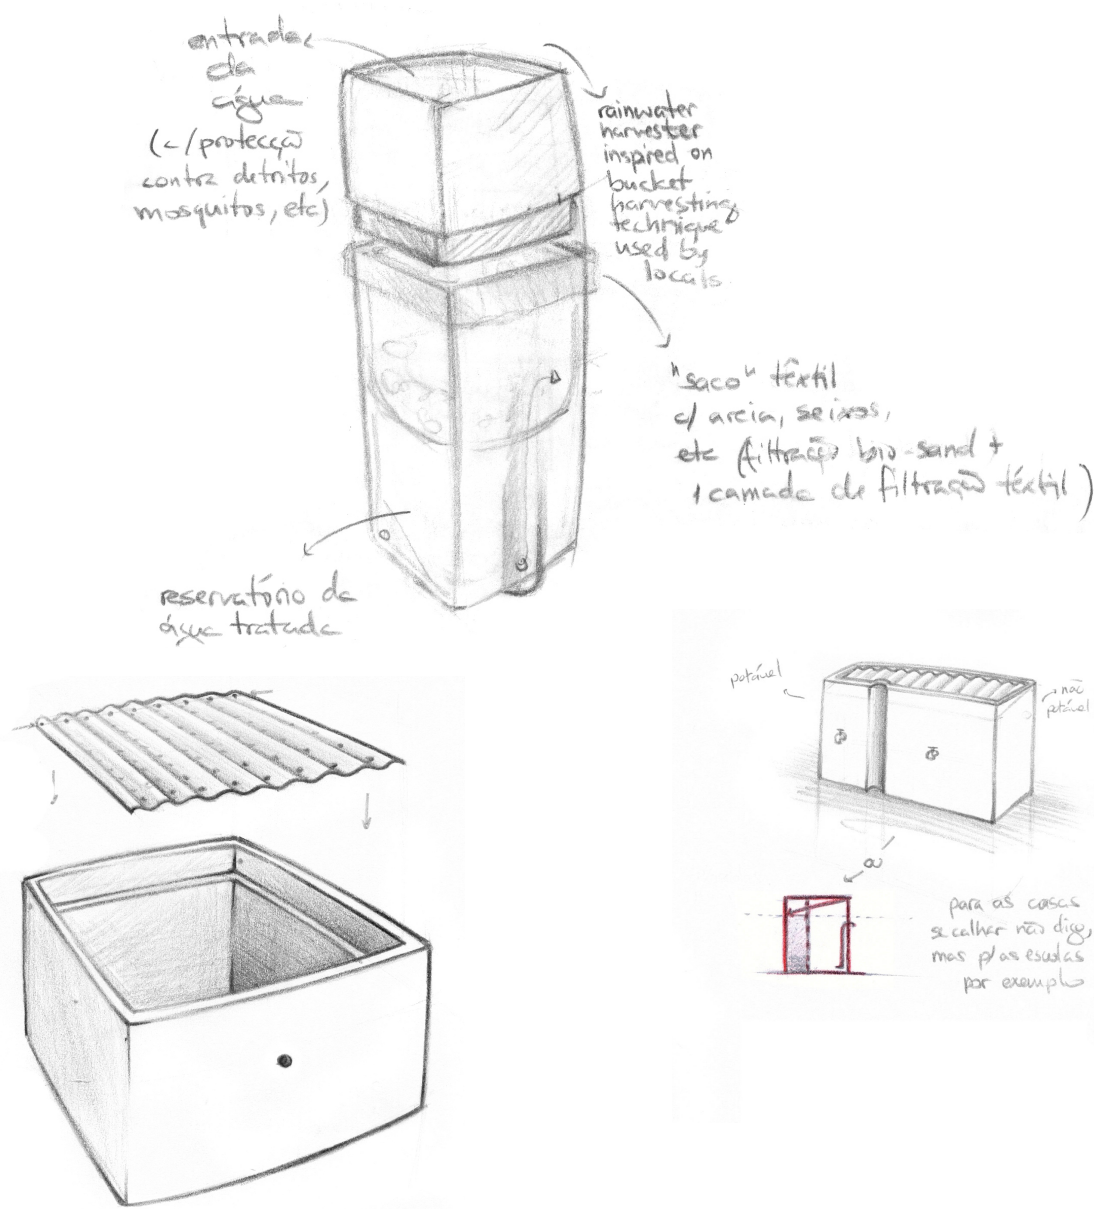 entrada
da
água
(c/protecção
contra detritos,
mosquitos, etc)
rainwater
harvester
inspired on
bucket
harvesting
technique
used by
locals
"saco" têxtil
c/ areia, seixos,
etc (filtração bio-sand +
1 camada de filtração têxtil)
reservatório da
água tratada
potável
não
potável
ou
para as casas
se calhar não digo,
mas p/as escolas
por exemplo